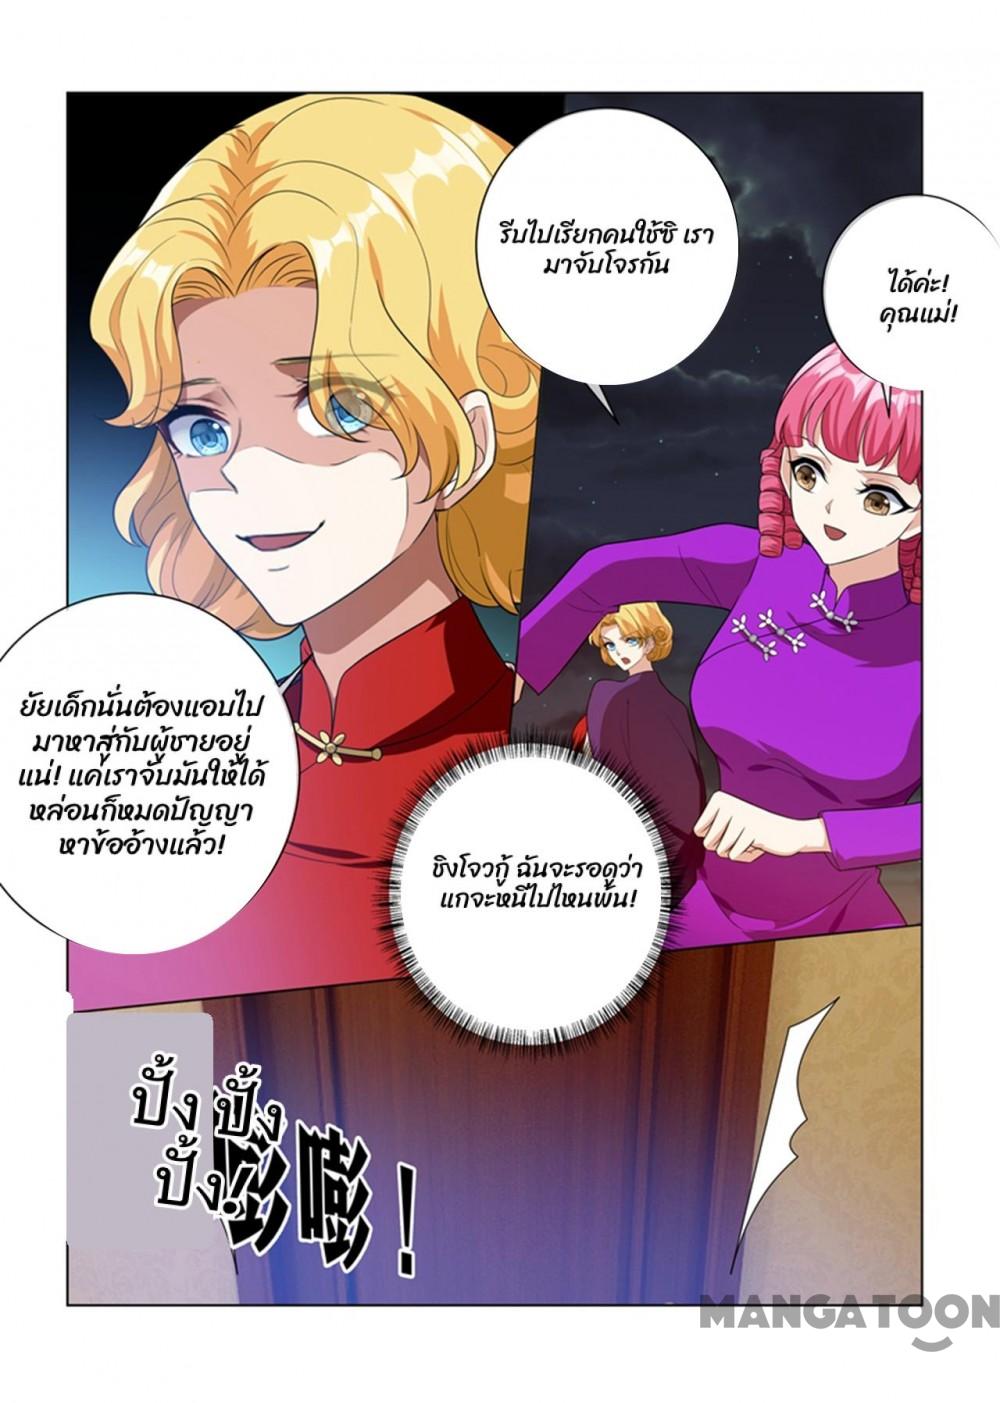 รีบไปเรียกคนใช้ซิ เรา
มาจับโจรกัน
ได้ค่ะ!
คุณแม่!
ยัยเด็กนั่นต้องแอบไป
มาหาสู่กับผู้ชายอยู่
แน่! แค่เราจับมันให้ได้
หล่อนก็หมดปัญญา
หาข้ออ้างแล้ว!
ชิงโจวกู้ ฉันจะรอดูว่า
แกจะหนีไปไหนพ้น!
ปั้ง ปั้ง
ปั้ง!
嘭!
MANGATOON